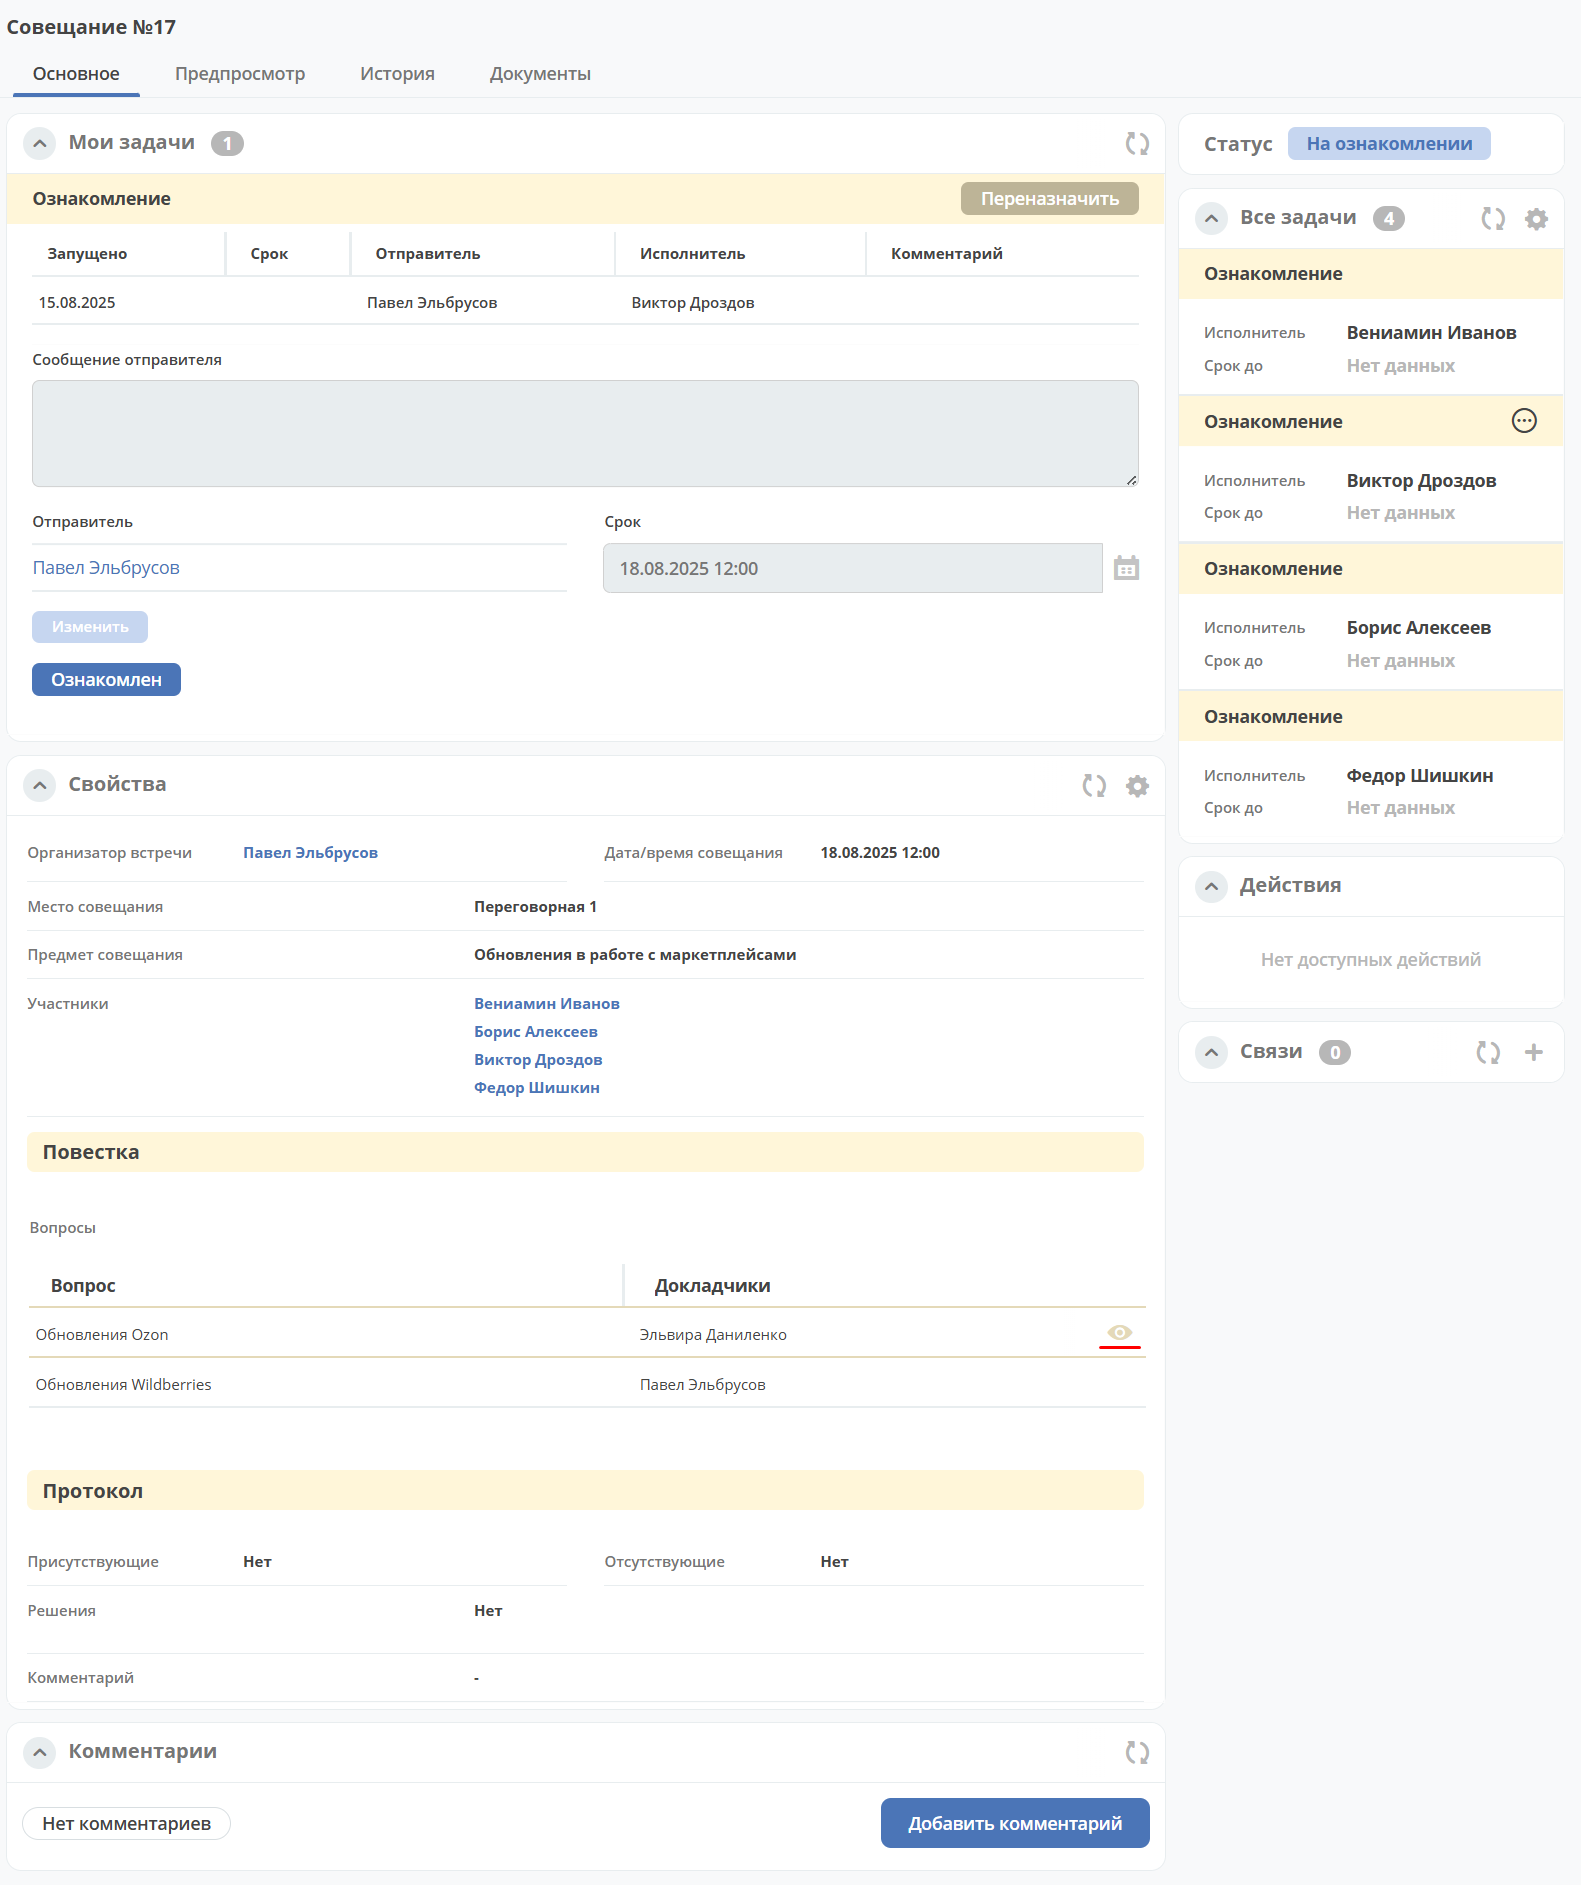 Совещание №17
Основное Предпросмотр История Документы
Мои задачи 1
Ознакомление Переназначить
Запущено Срок Отправитель Исполнитель Комментарий
15.08.2025 Павел Эльбрусов Виктор Дроздов
Сообщение отправителя
Отправитель Срок
Павел Эльбрусов 18.08.2025 12:00
Изменить
Ознакомлен
Свойства
Организатор встречи Павел Эльбрусов Дата/время совещания 18.08.2025 12:00
Место совещания Переговорная 1
Предмет совещания Обновления в работе с маркетплейсами
Участники Вениамин Иванов
Борис Алексеев
Виктор Дроздов
Федор Шишкин
Повестка
Вопросы
Вопрос Докладчики
Обновления Ozon Эльвира Даниленко
Обновления Wildberries Павел Эльбрусов
Протокол
Присутствующие Нет Отсутствующие Нет
Решения Нет
Комментарий -
Комментарии
Нет комментариев Добавить комментарий
Статус На ознакомлении
Все задачи 4
Ознакомление
Исполнитель Вениамин Иванов
Срок до Нет данных
Ознакомление
Исполнитель Виктор Дроздов
Срок до Нет данных
Ознакомление
Исполнитель Борис Алексеев
Срок до Нет данных
Ознакомление
Исполнитель Федор Шишкин
Срок до Нет данных
Действия
Нет доступных действий
Связи 0